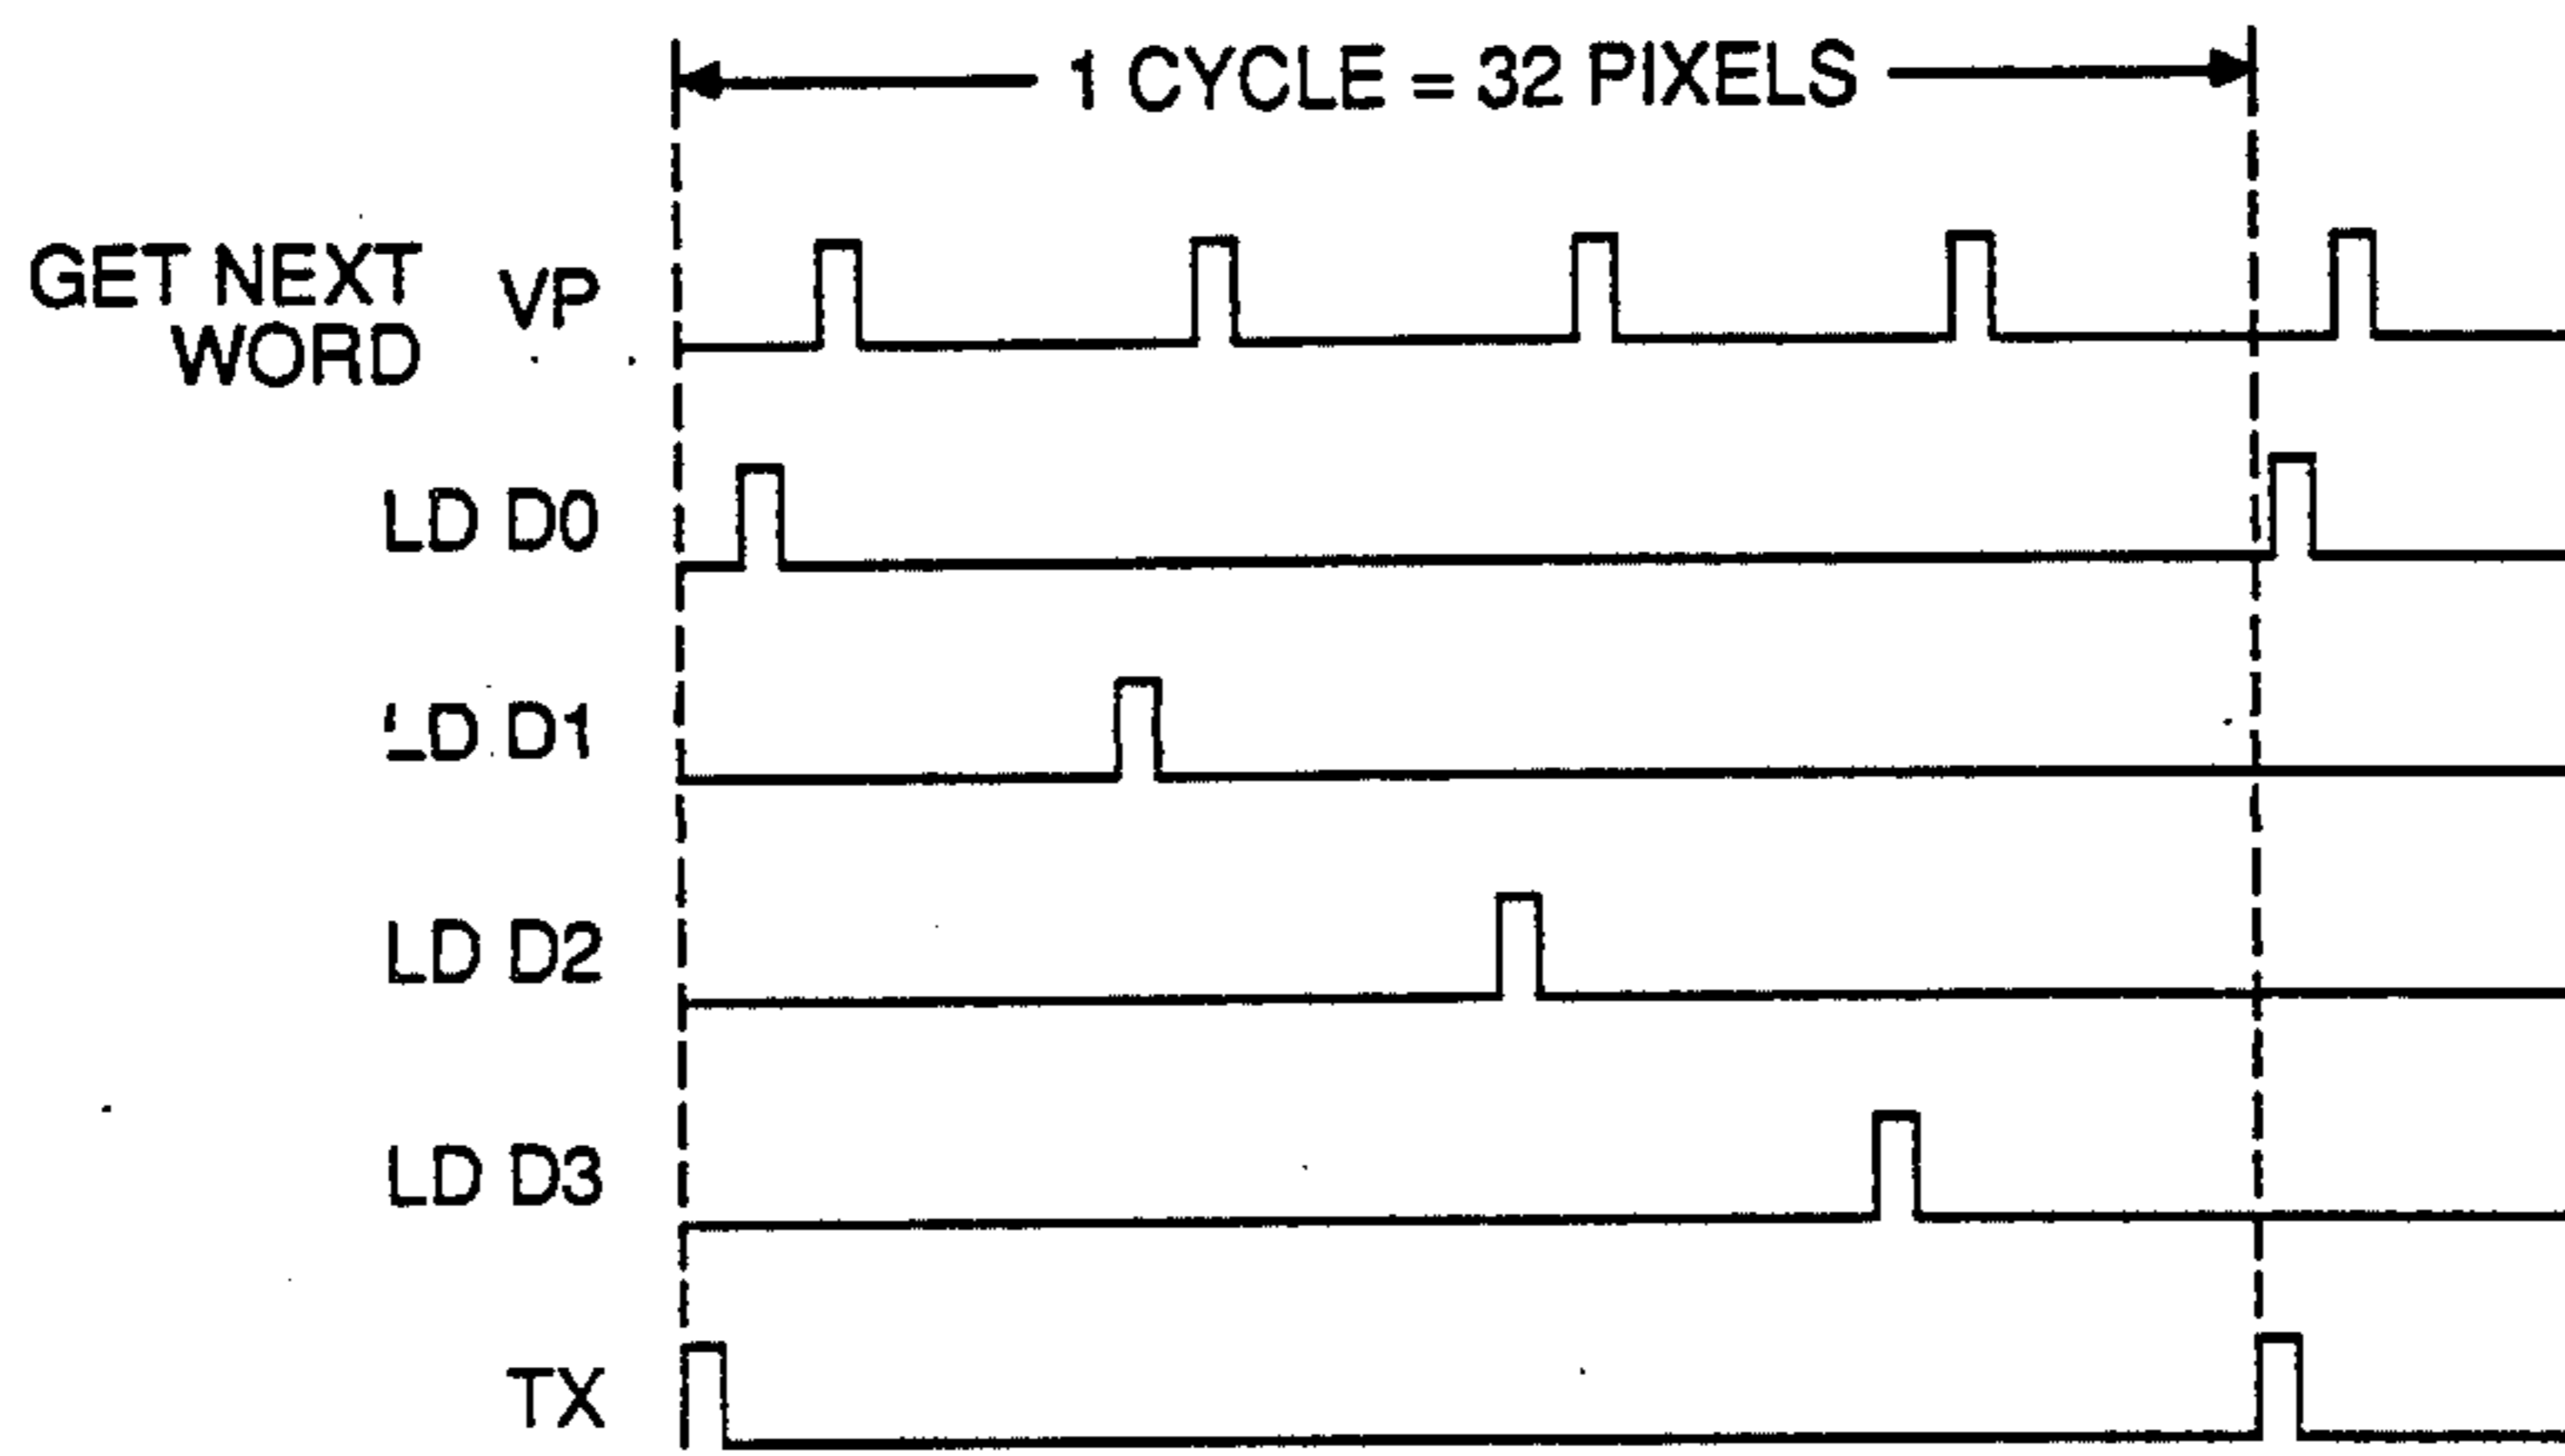 1 CYCLE = 32 PIXELS
GET NEXT
WORD
VP
LD D0
LD D1
LD D2
LD D3
TX